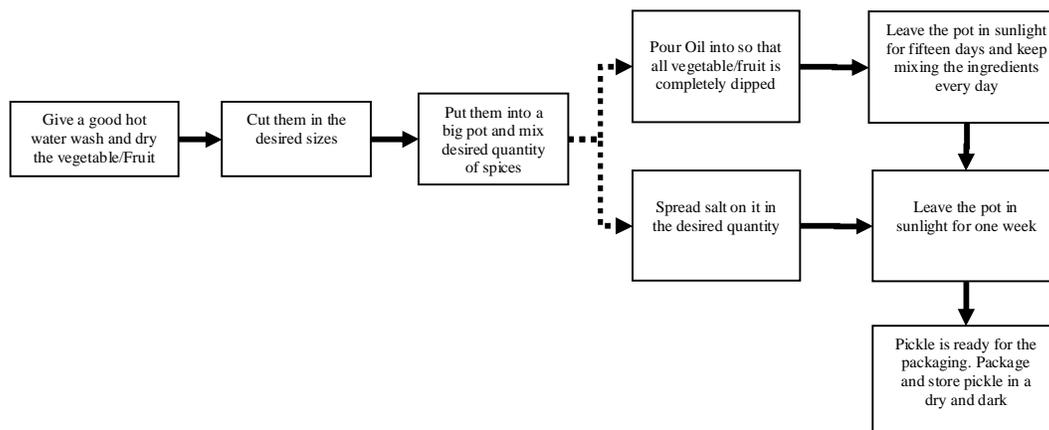 Give a good hot
water wash and dry
the vegetable/Fruit
Cut them in the
desired sizes
Put them into a
big pot and mix
desired quantity
of spices
Pour Oil into so that
all vegetable/fruit is
completely dipped
Leave the pot in sunlight
for fifteen days and keep
mixing the ingredients
every day
Spread salt on it in
the desired quantity
Leave the pot in
sunlight for one week
Pickle is ready for the
packaging. Package
and store pickle in a
dry and dark